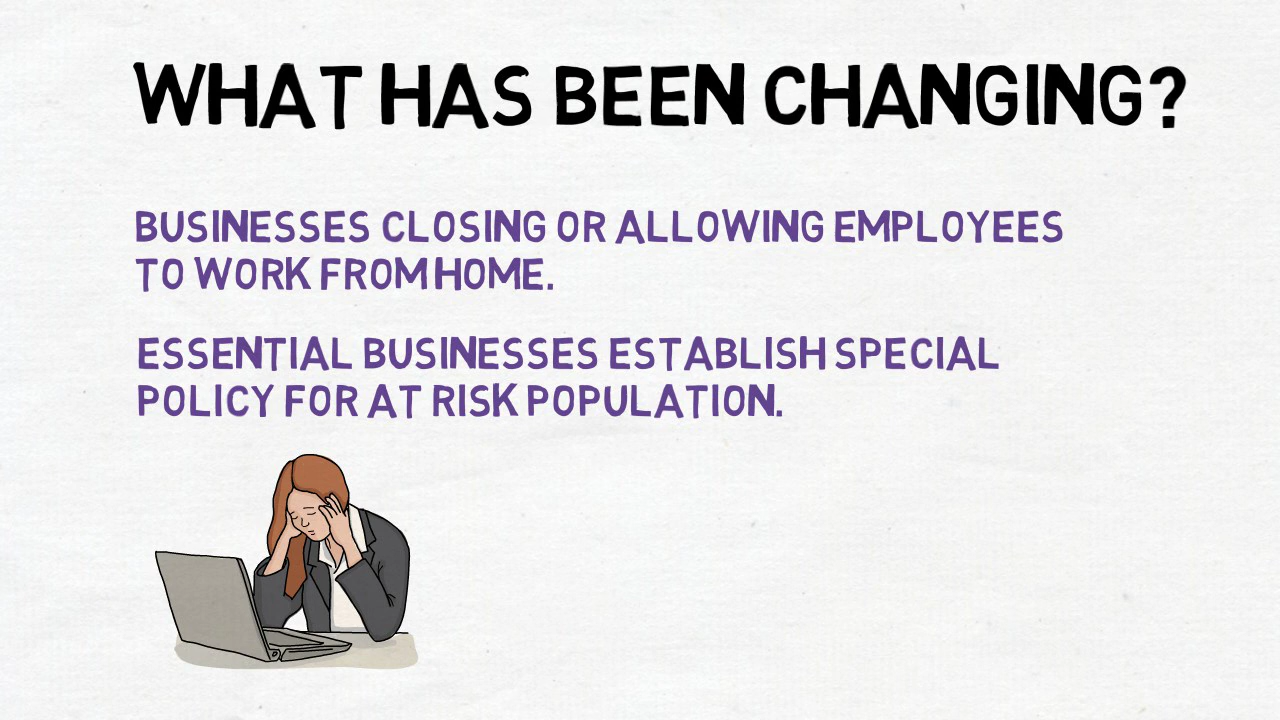 WHAT HAS BEEN CHANGING?
BUSINESSES CLOSING OR ALLOWING EMPLOYEES
TO WORK FROM HOME.
ESSENTIAL BUSINESSES ESTABLISH SPECIAL
POLICY FOR AT RISK POPULATION.